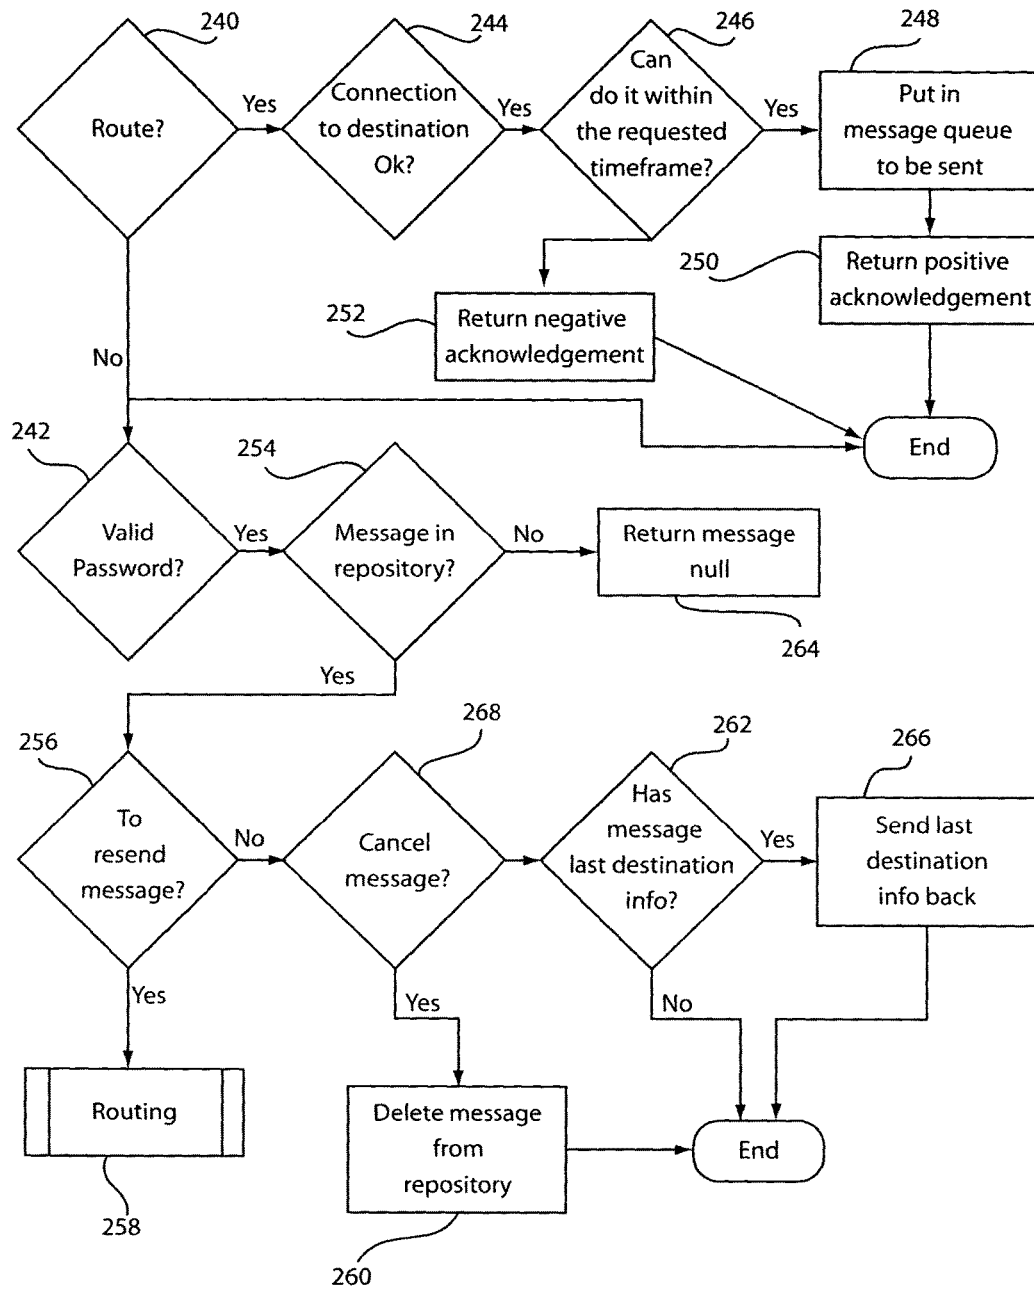 240
244
246
248
Route?
Yes
Connection
to destination
Ok?
Yes
Can
do it within
the requested
timeframe?
Yes
Put in
message queue
to be sent
250
Return positive
acknowledgement
252
Return negative
acknowledgement
No
End
242
254
Valid
Password?
Yes
Message in
repository?
No
Return message
null
264
Yes
256
268
262
266
To
resend
message?
No
Cancel
message?
Has
message
last destination
info?
Yes
Send last
destination
info back
Yes
Yes
No
Routing
258
Delete message
from
repository
260
End